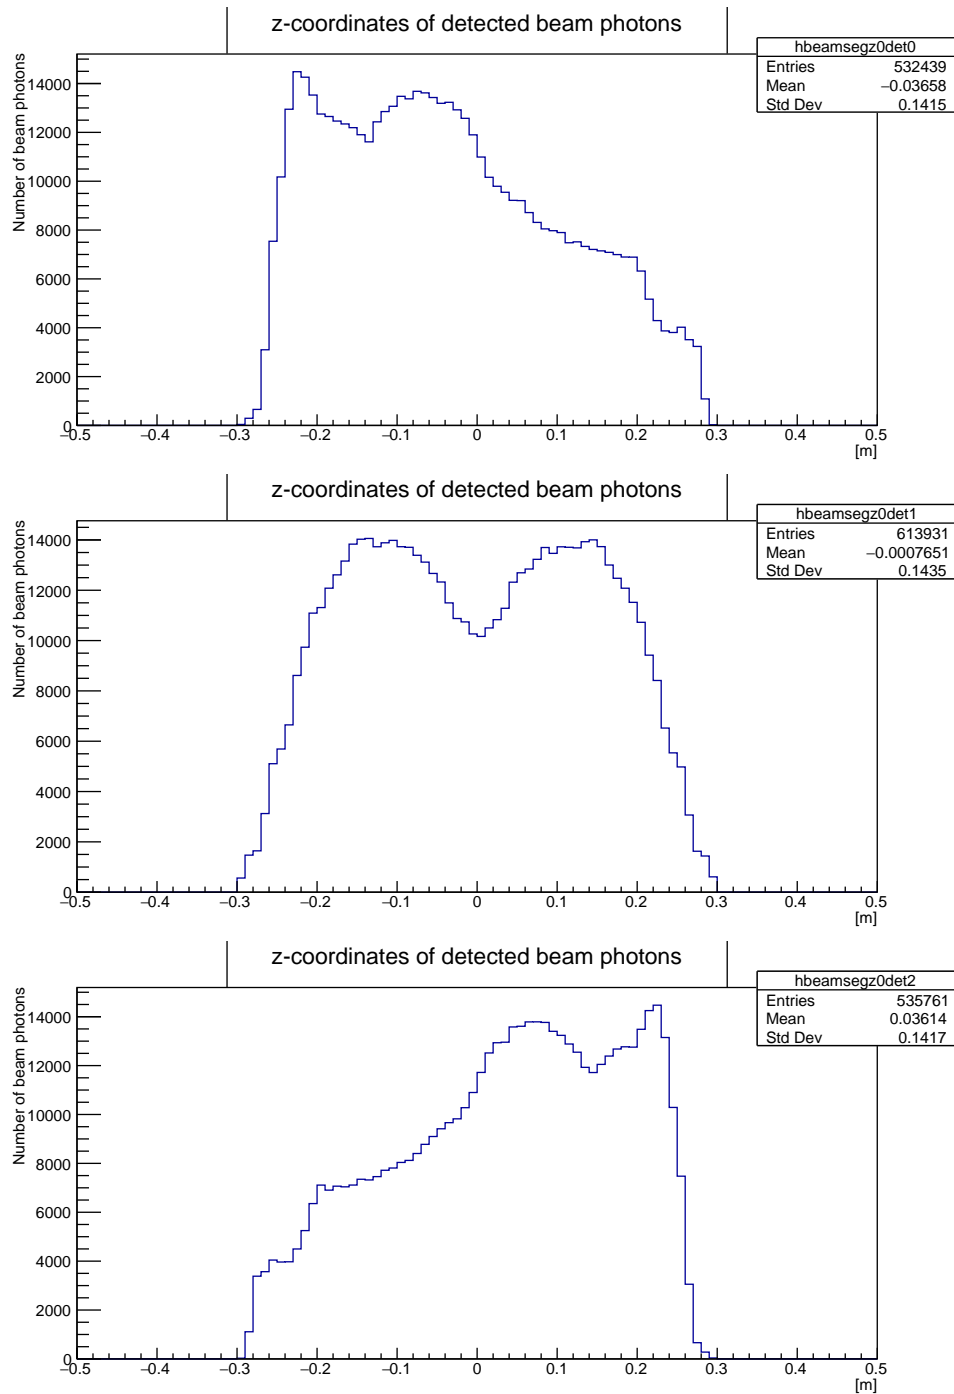 z-coordinates of detected beam photons
hbeamsegz0det0
Entries 532439
Mean −0.03658
Std Dev 0.1415
Number of beam photons
14000
12000
10000
8000
6000
4000
2000
0
−0.5 −0.4 −0.3 −0.2 −0.1 0 0.1 0.2 0.3 0.4 0.5
[m]
z-coordinates of detected beam photons
hbeamsegz0det1
Entries 613931
Mean −0.0007651
Std Dev 0.1435
Number of beam photons
14000
12000
10000
8000
6000
4000
2000
0
−0.5 −0.4 −0.3 −0.2 −0.1 0 0.1 0.2 0.3 0.4 0.5
[m]
z-coordinates of detected beam photons
hbeamsegz0det2
Entries 535761
Mean 0.03614
Std Dev 0.1417
Number of beam photons
14000
12000
10000
8000
6000
4000
2000
0
−0.5 −0.4 −0.3 −0.2 −0.1 0 0.1 0.2 0.3 0.4 0.5
[m]